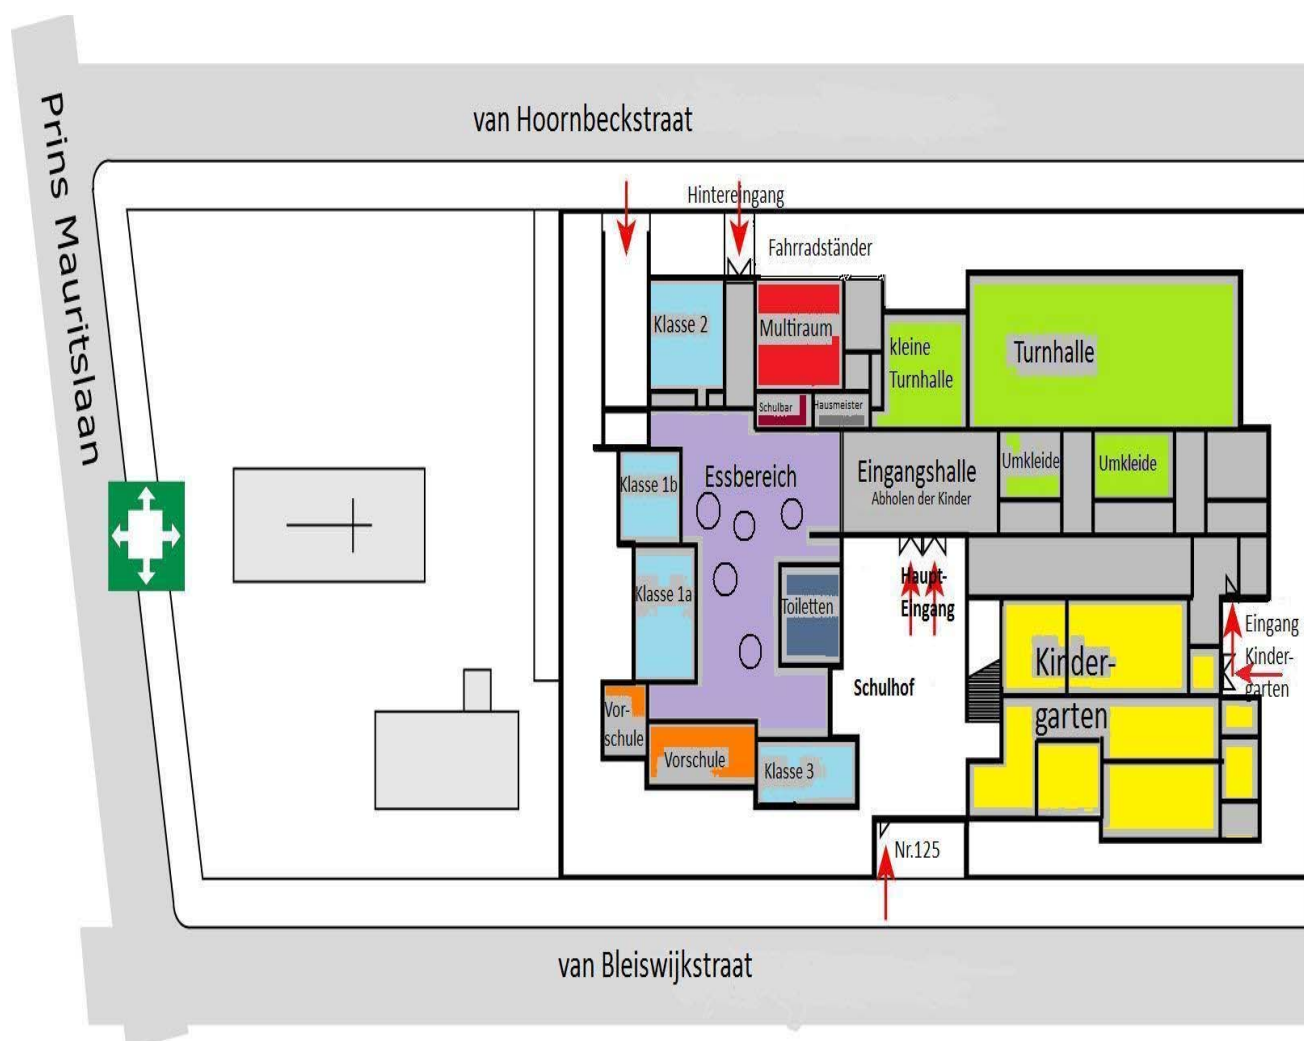 van Hoornbeckstraat
Prins Mauritslaan
Hintereingang
Fahrradständer
Klasse 2
Multiraum
kleine
Turnhalle
Turnhalle
Schulbar
Hausmeister
Klasse 1b
Essbereich
Eingangshalle
Abholen der Kinder
Umkleide
Umkleide
Klasse 1a
Toiletten
Haupt-
Eingang
Eingang
Kinder-
garten
Kinder-
garten
Schulhof
Vor-
schule
Vorschule
Klasse 3
Nr.125
van Bleiswijkstraat